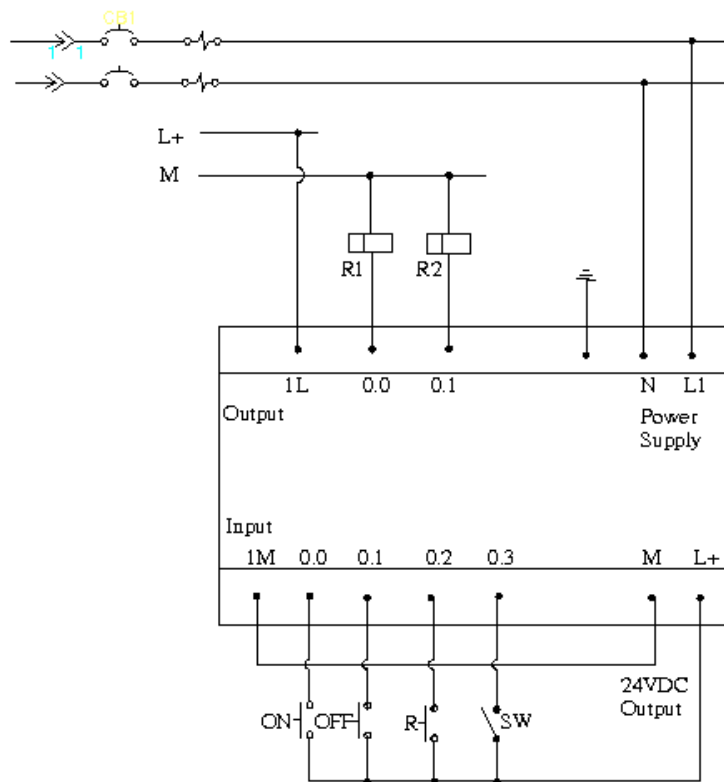 CB1
1 1
L+
M
R1 R2
1L 0.0 0.1 N L1
Output Power
Supply
Input
1M 0.0 0.1 0.2 0.3 M L+
24VDC
Output
ON OFF R SW